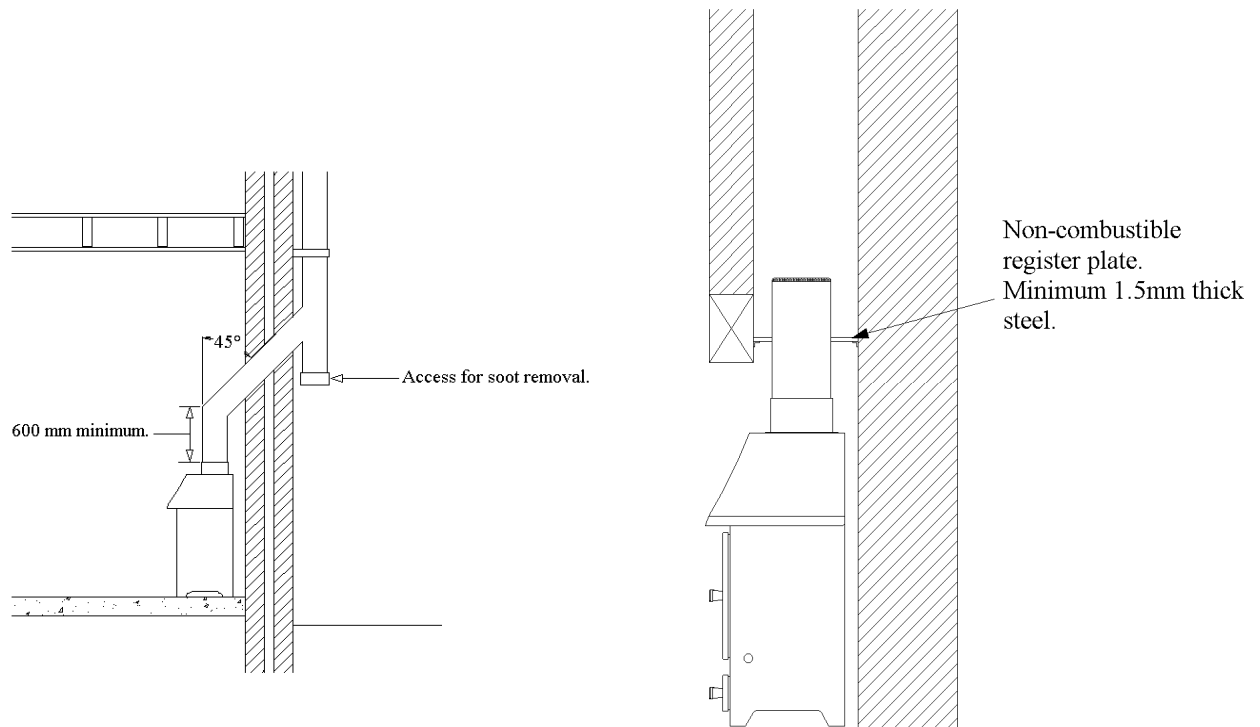 45°
Access for soot removal.
600 mm minimum.
Non-combustible
register plate.
Minimum 1.5mm thick
steel.